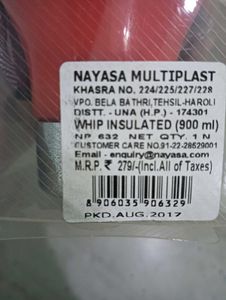 NAYASA MULTIPLAST
KHASRA NO. 224/225/227/228
VPO. BELA BATHRI,TEHSIL-HAROLI
DISTT. - UNA (H.P.) - 174301
WHIP INSULATED (900 ml)
NP 632 NET QTY. 1 N
CUSTOMER CARE NO.91-22-28529001
Email - enquiry@nayasa.com
M.R.P. ₹ 279/-(Incl.All of Taxes)
8 906035 906329
PKD.AUG.2017